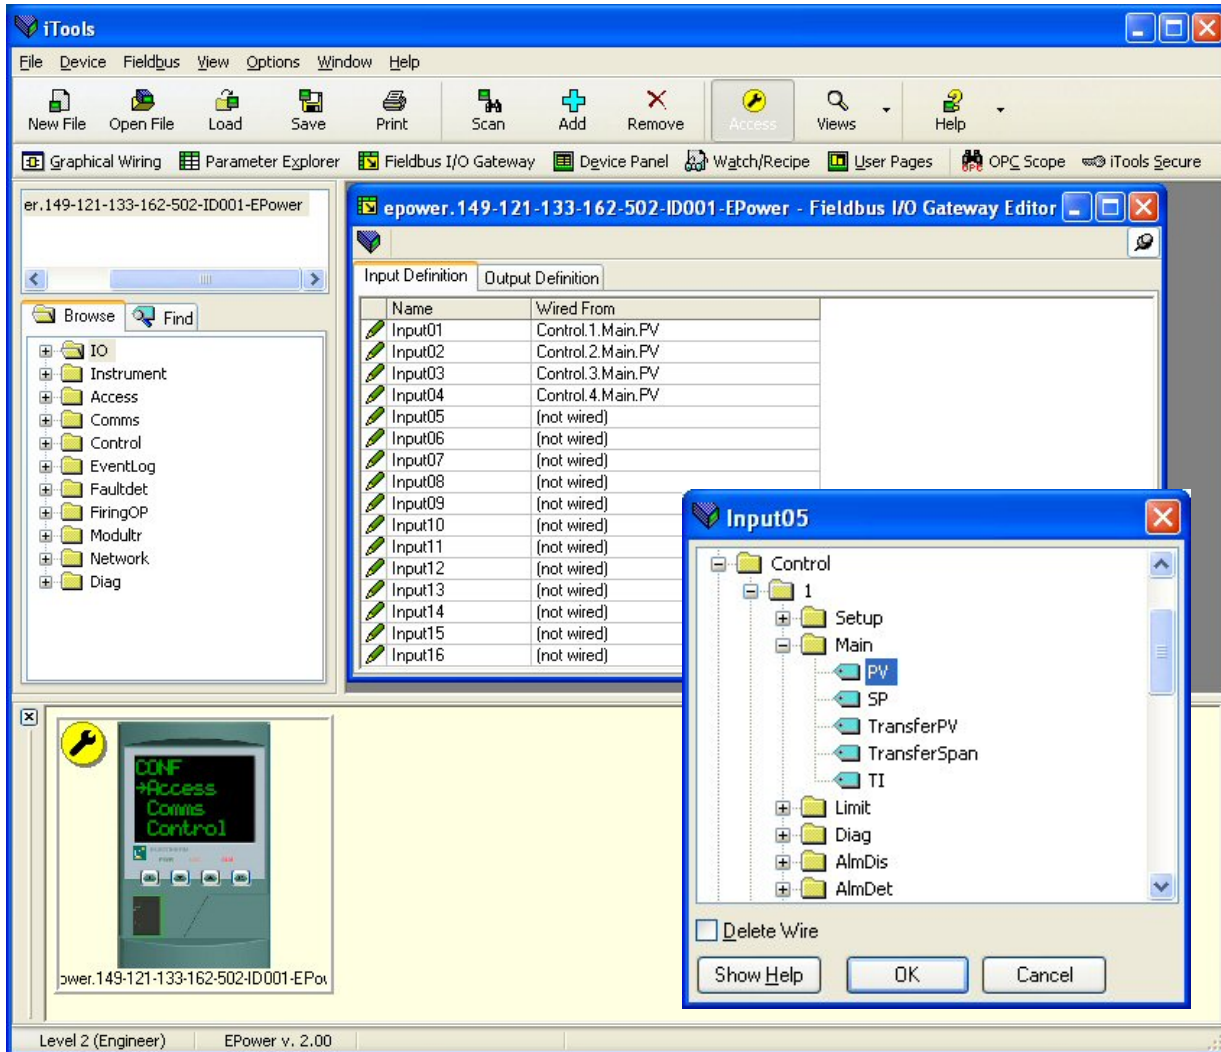 iTools
File Device Fieldbus View Options Window Help
New File Open File Load Save Print Scan Add Remove Access Views Help
Graphical Wiring Parameter Explorer Fieldbus I/O Gateway Device Panel Watch/Recipe User Pages OPC Scope iTools Secure
er.149-121-133-162-502-ID001-EPower
Browse Find
IO
Instrument
Access
Comms
Control
EventLog
Faultdet
FiringOP
Modultr
Network
Diag
epower.149-121-133-162-502-ID001-EPower - Fieldbus I/O Gateway Editor
Input Definition Output Definition
Name Wired From
Input01 Control.1.Main.PV
Input02 Control.2.Main.PV
Input03 Control.3.Main.PV
Input04 Control.4.Main.PV
Input05 (not wired)
Input06 (not wired)
Input07 (not wired)
Input08 (not wired)
Input09 (not wired)
Input10 (not wired)
Input11 (not wired)
Input12 (not wired)
Input13 (not wired)
Input14 (not wired)
Input15 (not wired)
Input16 (not wired)
Input05
Control
1
Setup
Main
PV
SP
TransferPV
TransferSpan
TI
Limit
Diag
AlmDis
AlmDet
Delete Wire
Show Help OK Cancel
CONF
→Access
Comms
Control
ower.149-121-133-162-502-ID001-EPow
Level 2 (Engineer) EPower v. 2.00